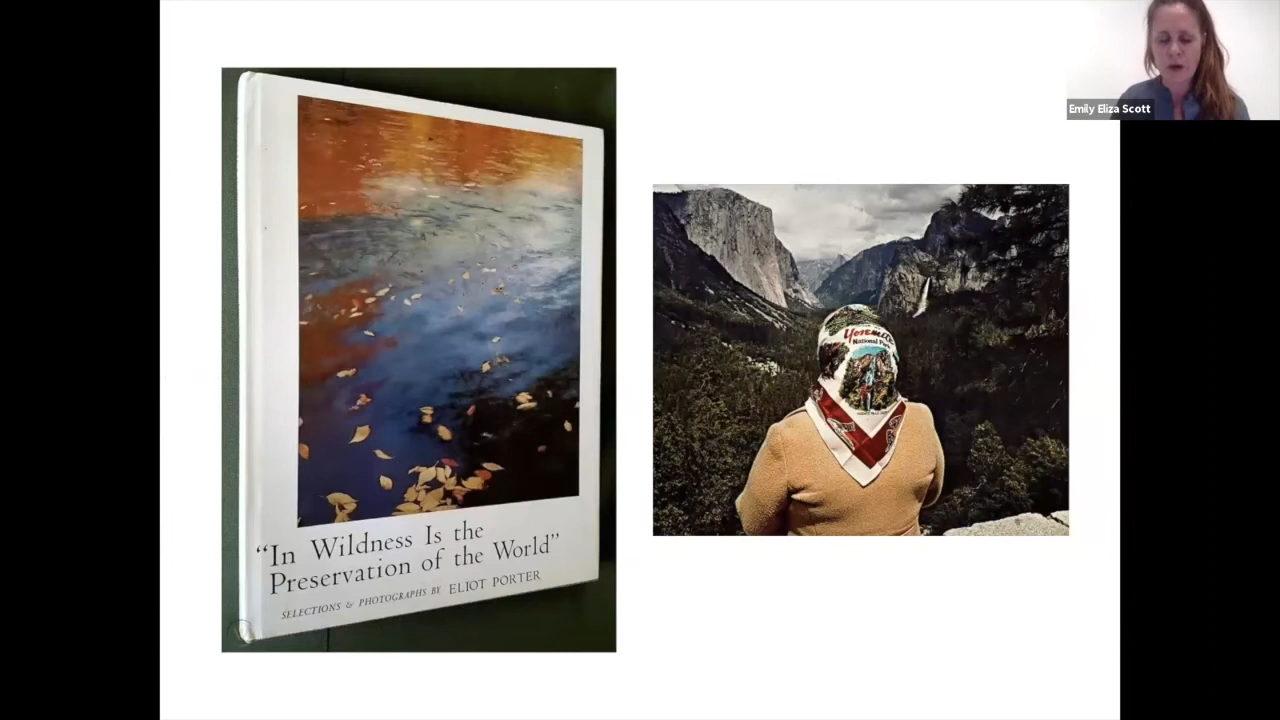 Emily Eliza Scott
“In Wildness Is the
Preservation of the World”
SELECTIONS & PHOTOGRAPHS BY ELIOT PORTER
Yosemite
National Park